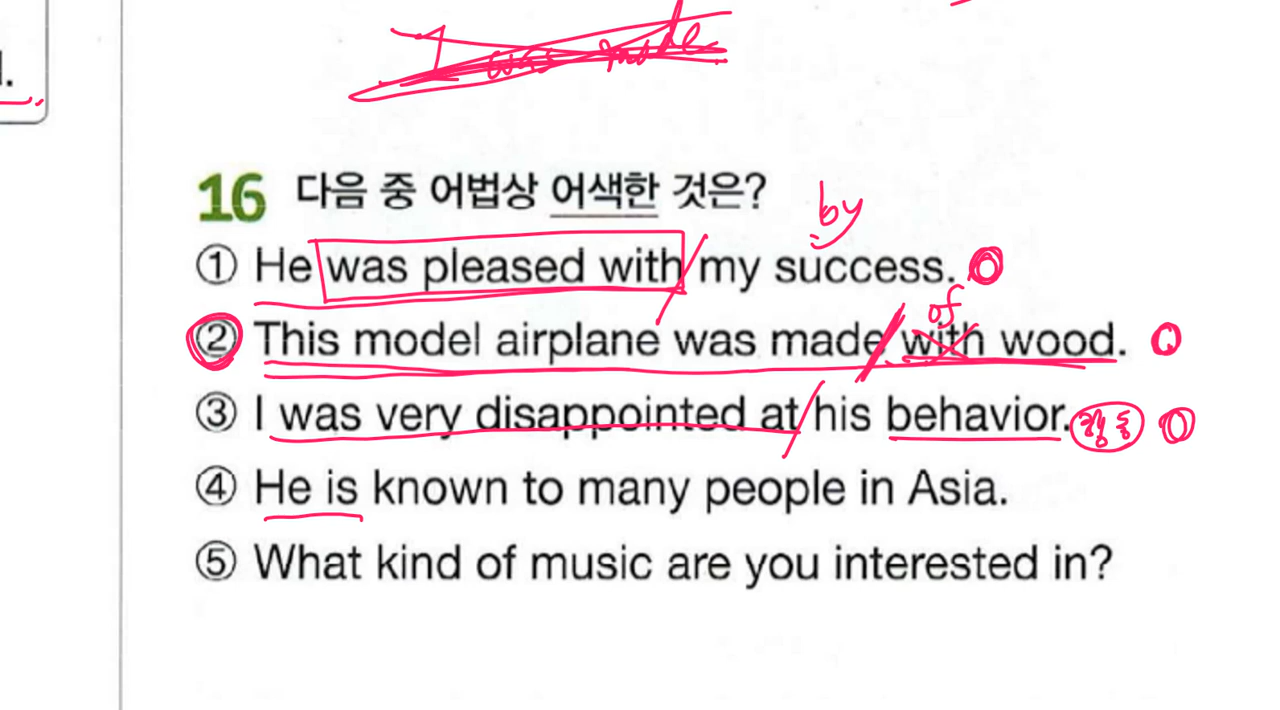 .
I was made
16 다음 중 어법상 어색한 것은?
by
① He was pleased with my success.
of
② This model airplane was made with wood.
③ I was very disappointed at his behavior. 행동
④ He is known to many people in Asia.
⑤ What kind of music are you interested in?